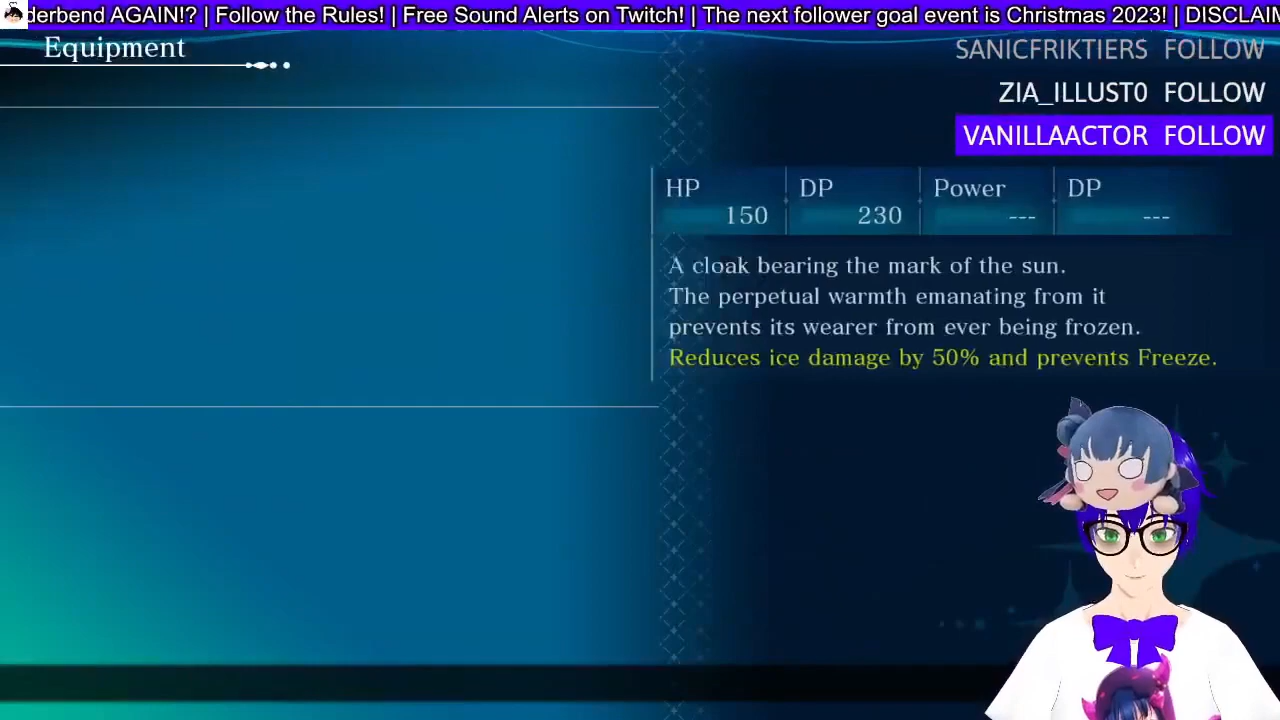 derbend AGAIN!? | Follow the Rules! | Free Sound Alerts on Twitch! | The next follower goal event is Christmas 2023! | DISCLAIM
Equipment
SANICFRIKTIERS FOLLOW
ZIA_ILLUST0 FOLLOW
VANILLAACTOR FOLLOW
HP DP Power DP
150 230 --- ---
A cloak bearing the mark of the sun.
The perpetual warmth emanating from it
prevents its wearer from ever being frozen.
Reduces ice damage by 50% and prevents Freeze.